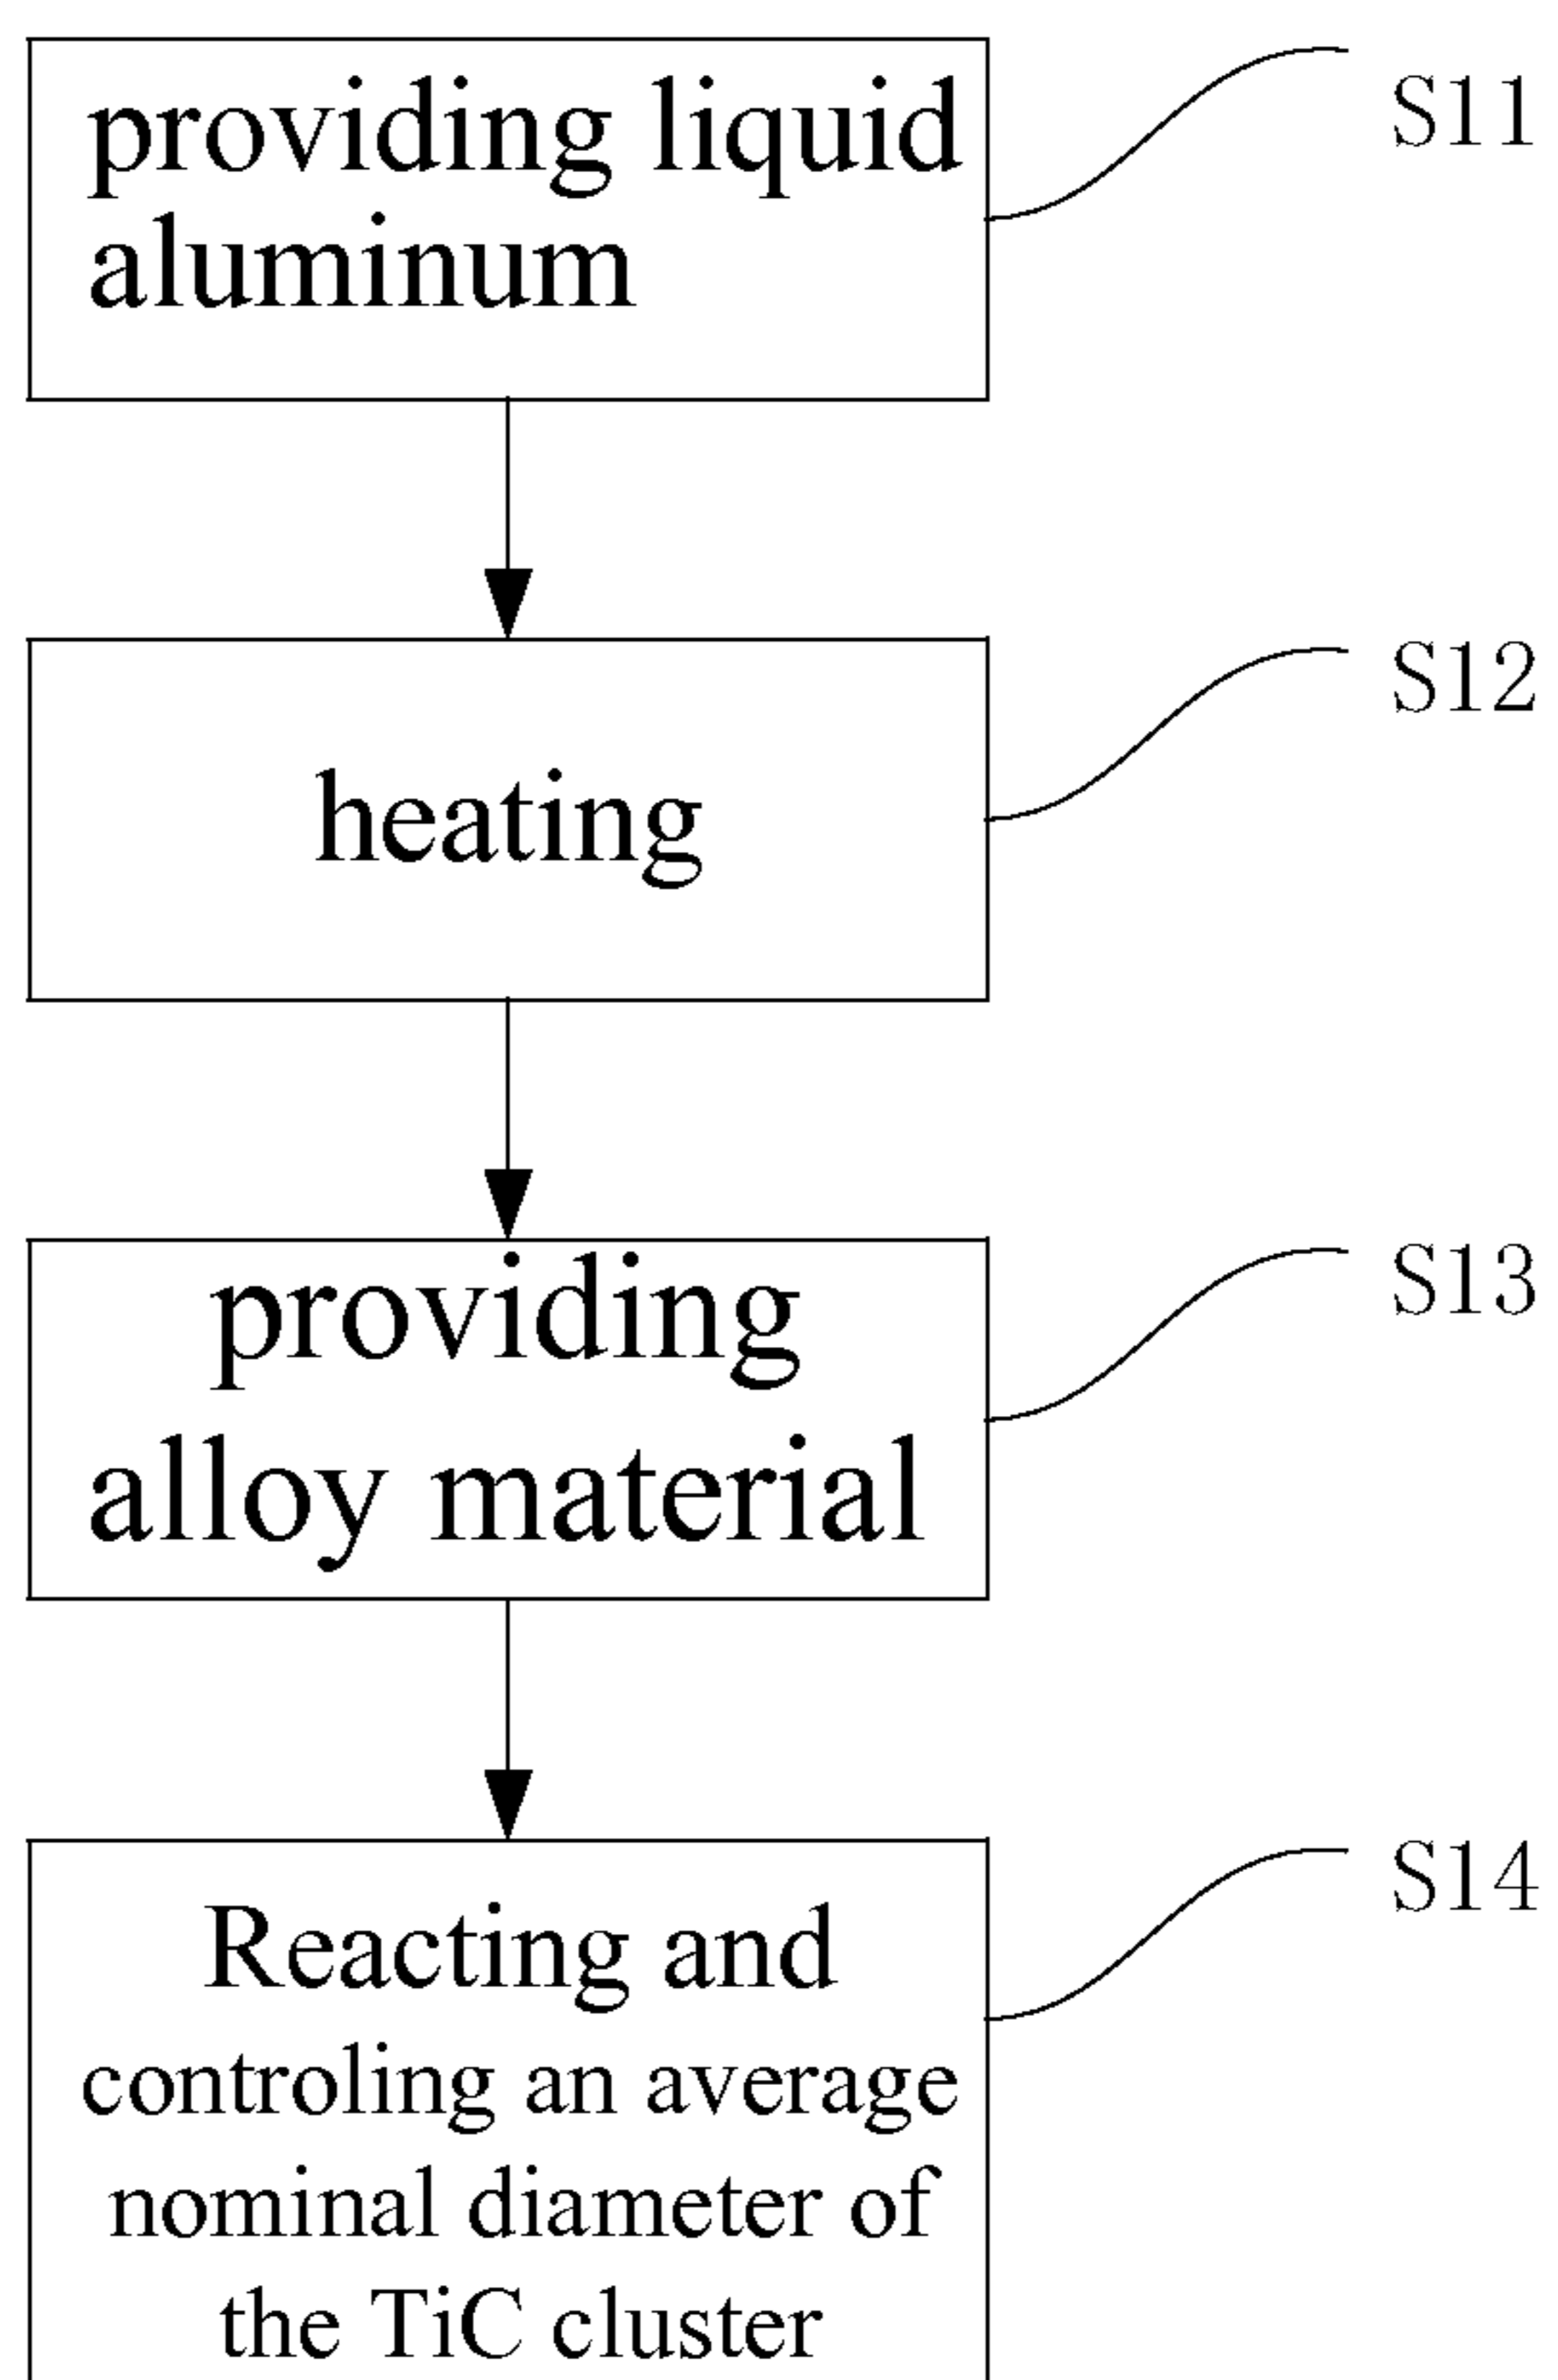 providing liquid
aluminum
S11
heating
S12
providing
alloy material
S13
Reacting and
controling an average
nominal diameter of
the TiC cluster
S14